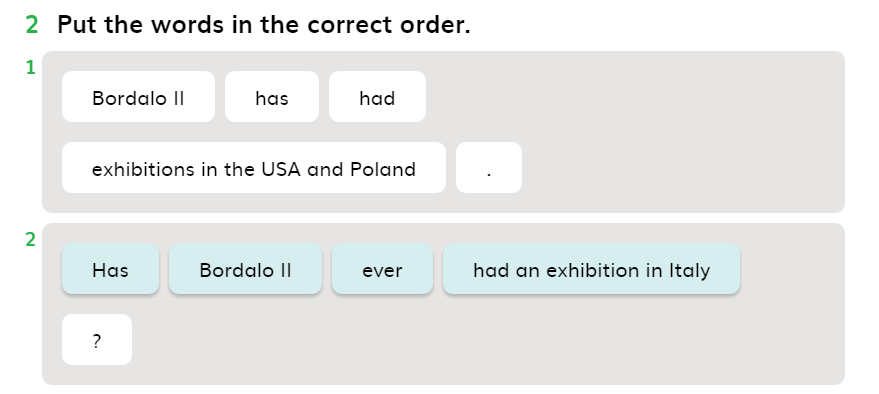 2 Put the words in the correct order.
1
Bordalo II has had
exhibitions in the USA and Poland .
2
Has Bordalo II ever had an exhibition in Italy
?